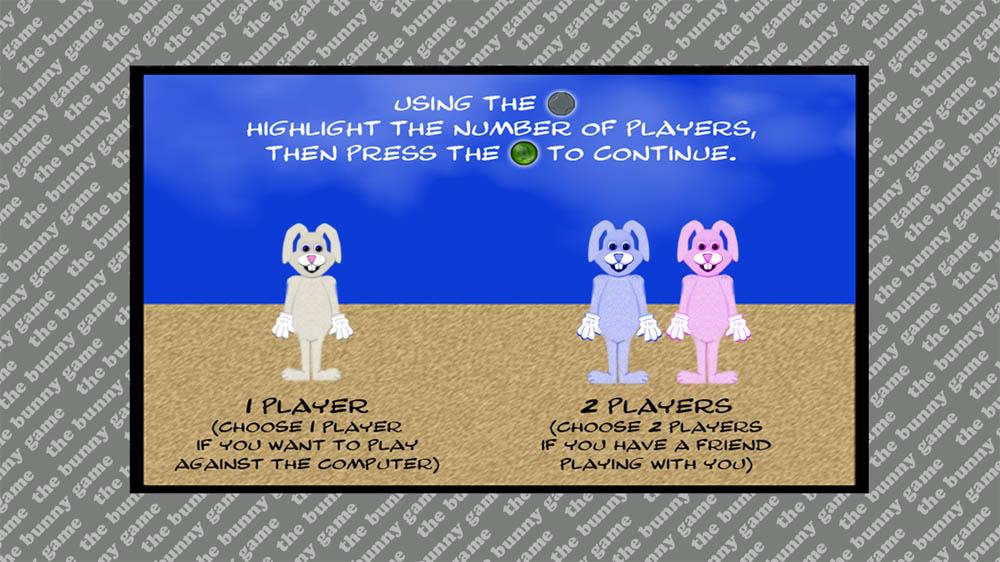 USING THE
HIGHLIGHT THE NUMBER OF PLAYERS,
THEN PRESS THE TO CONTINUE.
1 PLAYER
(CHOOSE 1 PLAYER
IF YOU WANT TO PLAY
AGAINST THE COMPUTER)
2 PLAYERS
(CHOOSE 2 PLAYERS
IF YOU HAVE A FRIEND
PLAYING WITH YOU)
the bunny game